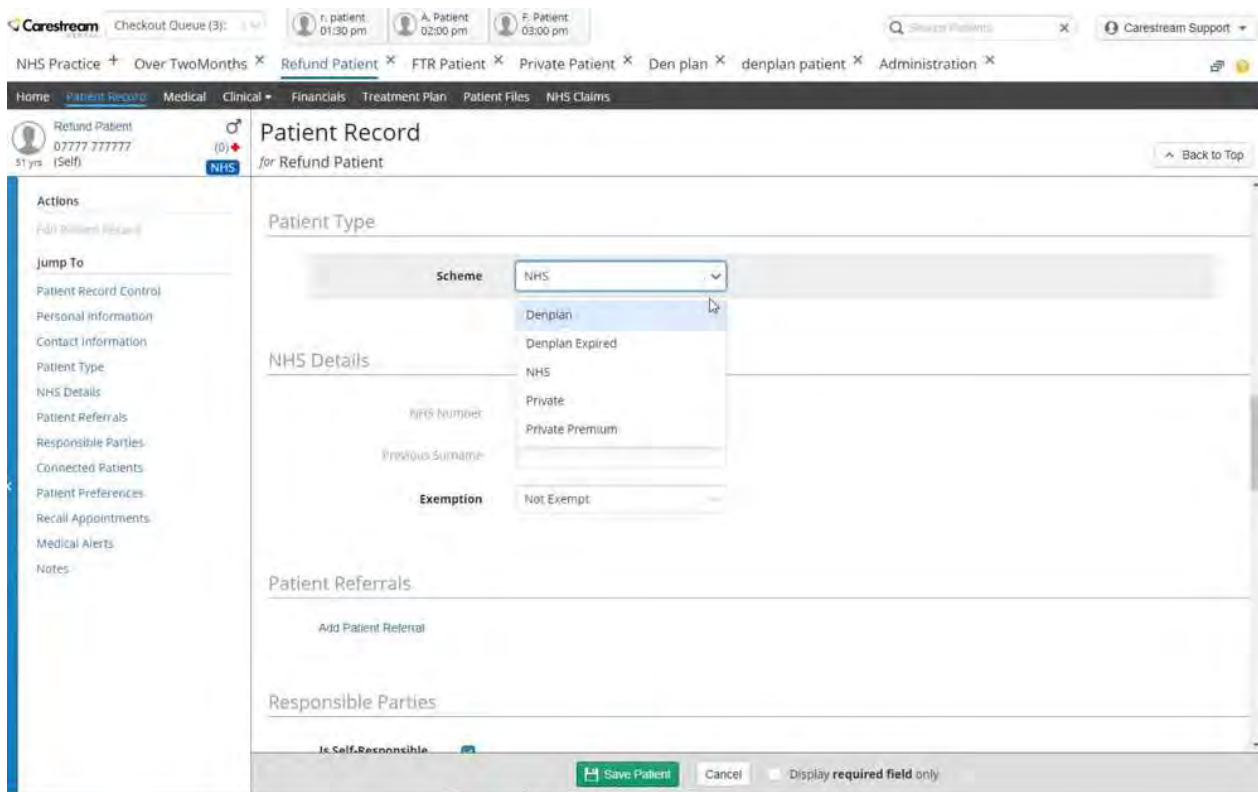 Carestream Checkout Queue (3): r. patient 01:30 pm A. Patient 02:00 pm F. Patient 03:00 pm Search Patients Carestream Support
NHS Practice + Over TwoMonths × Refund Patient × FTR Patient × Private Patient × Den plan × denplan patient × Administration ×
Home Patient Record Medical Clinical Financials Treatment Plan Patient Files NHS Claims
Refund Patient
07777 777777 (0)
51 yrs (Self) NHS
Patient Record
for Refund Patient
Back to Top
Actions
Edit Patient Record
Jump To
Patient Record Control
Personal Information
Contact Information
Patient Type
NHS Details
Patient Referrals
Responsible Parties
Connected Patients
Patient Preferences
Recall Appointments
Medical Alerts
Notes
Patient Type
Scheme NHS
Denplan
Denplan Expired
NHS
Private
Private Premium
NHS Details
NHS Number
Previous Surname
Exemption Not Exempt
Patient Referrals
Add Patient Referral
Responsible Parties
Is Self-Responsible
Save Patient Cancel Display required field only